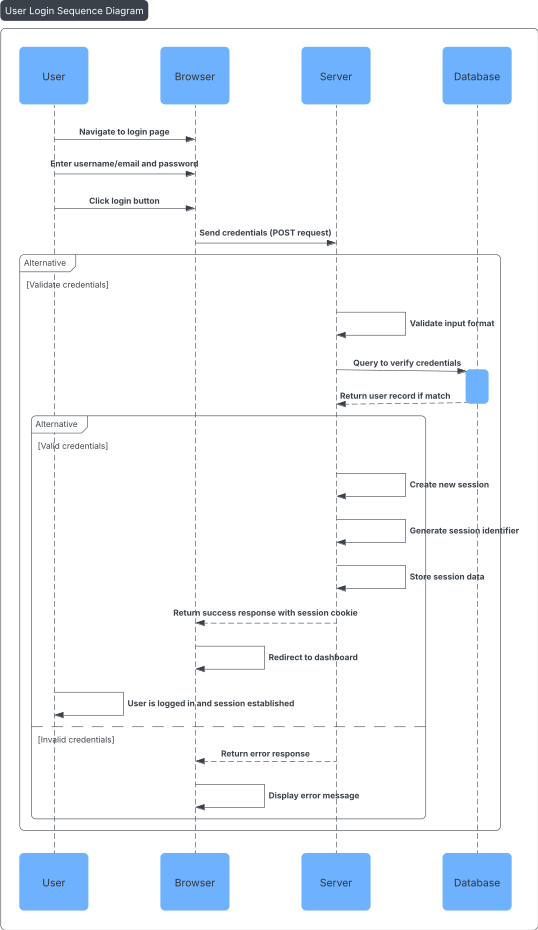 User Login Sequence Diagram
User
Browser
Server
Database
Navigate to login page
Enter username/email and password
Click login button
Send credentials (POST request)
Alternative
[Validate credentials]
Validate input format
Query to verify credentials
Return user record if match
Alternative
[Valid credentials]
Create new session
Generate session identifier
Store session data
Return success response with session cookie
Redirect to dashboard
User is logged in and session established
[Invalid credentials]
Return error response
Display error message
User
Browser
Server
Database